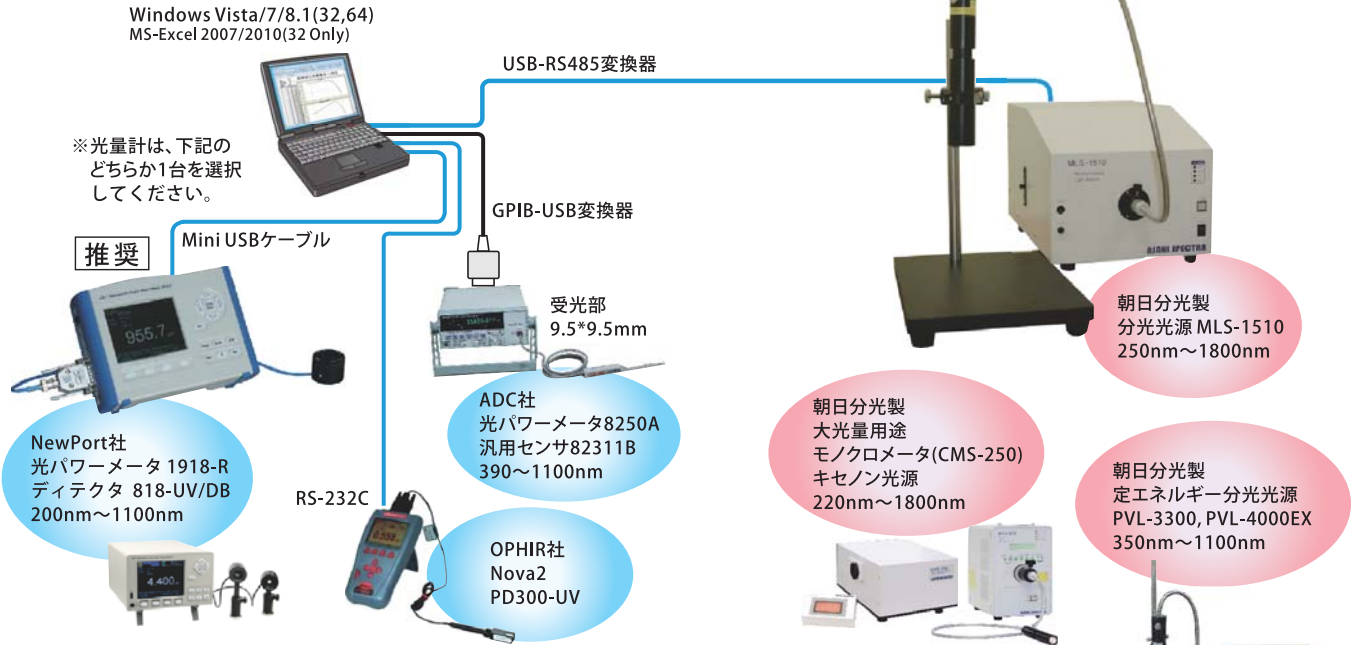 Windows Vista/7/8.1(32,64)
MS-Excel 2007/2010(32 Only)
USB-RS485変換器
※光量計は、下記の
どちらか1台を選択
してください。
GPIB-USB変換器
Mini USBケーブル
推奨
955.7
受光部
9.5*9.5mm
MLS-1510
ASAHI SPECTRA
朝日分光製
分光光源 MLS-1510
250nm～1800nm
NewPort社
光パワーメータ 1918-R
ディテクタ 818-UV/DB
200nm～1100nm
ADC社
光パワーメータ8250A
汎用センサ82311B
390～1100nm
RS-232C
0.558
OPHIR社
Nova2
PD300-UV
4.400
朝日分光製
大光量用途
モノクロメータ(CMS-250)
キセノン光源
220nm～1800nm
朝日分光製
定エネルギー分光光源
PVL-3300, PVL-4000EX
350nm～1100nm